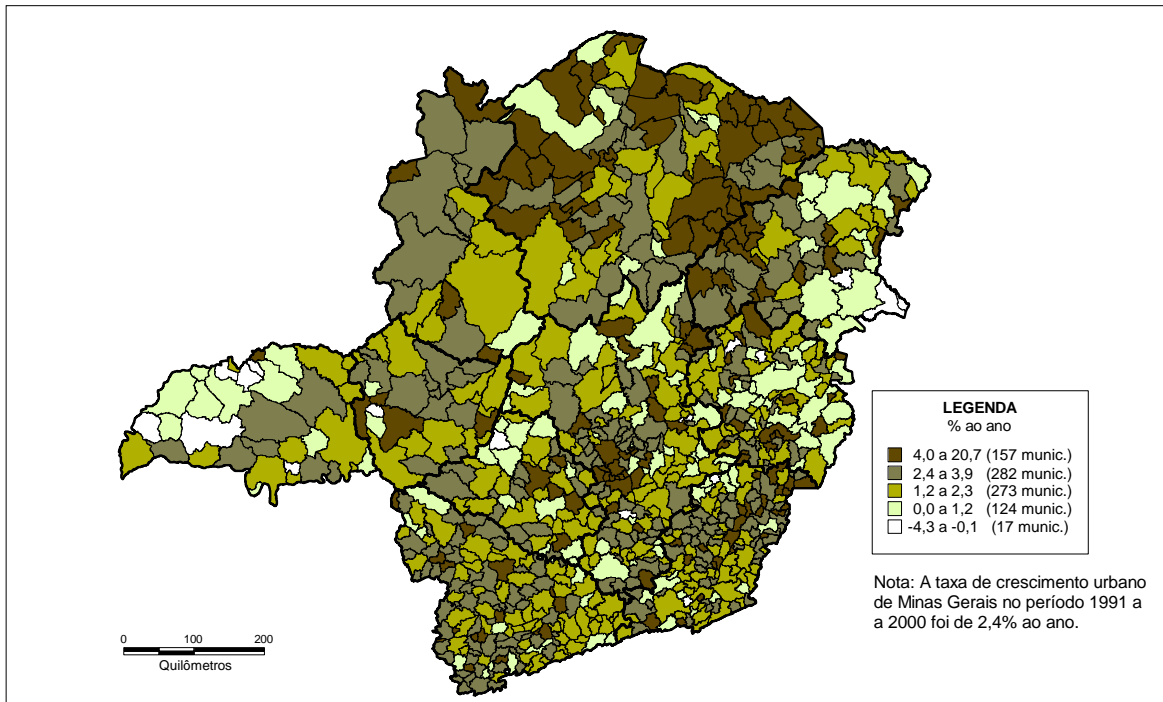 LEGENDA
% ao ano
4,0 a 20,7 (157 munic.)
2,4 a 3,9 (282 munic.)
1,2 a 2,3 (273 munic.)
0,0 a 1,2 (124 munic.)
-4,3 a -0,1 (17 munic.)
Nota: A taxa de crescimento urbano
de Minas Gerais no período 1991 a
a 2000 foi de 2,4% ao ano.
0 100 200
Quilômetros